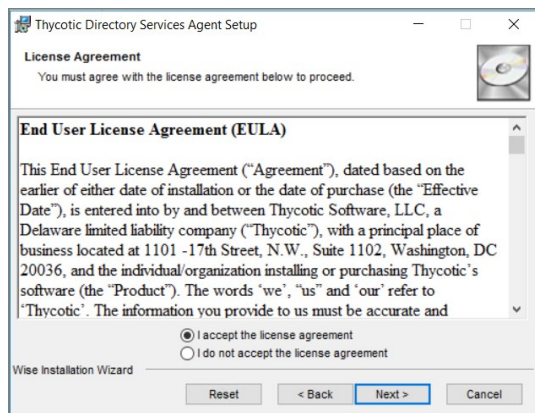 Thycotic Directory Services Agent Setup
License Agreement
You must agree with the license agreement below to proceed.
End User License Agreement (EULA)
This End User License Agreement (“Agreement”), dated based on the
earlier of either date of installation or the date of purchase (the “Effective
Date”), is entered into by and between Thycotic Software, LLC, a
Delaware limited liability company (“Thycotic”), with a principal place of
business located at 1101 -17th Street, N.W., Suite 1102, Washington, DC
20036, and the individual/organization installing or purchasing Thycotic’s
software (the “Product”). The words ‘we’, “us” and ‘our’ refer to
‘Thycotic’. The information you provide to us must be accurate and
I accept the license agreement
I do not accept the license agreement
Wise Installation Wizard
Reset < Back Next > Cancel